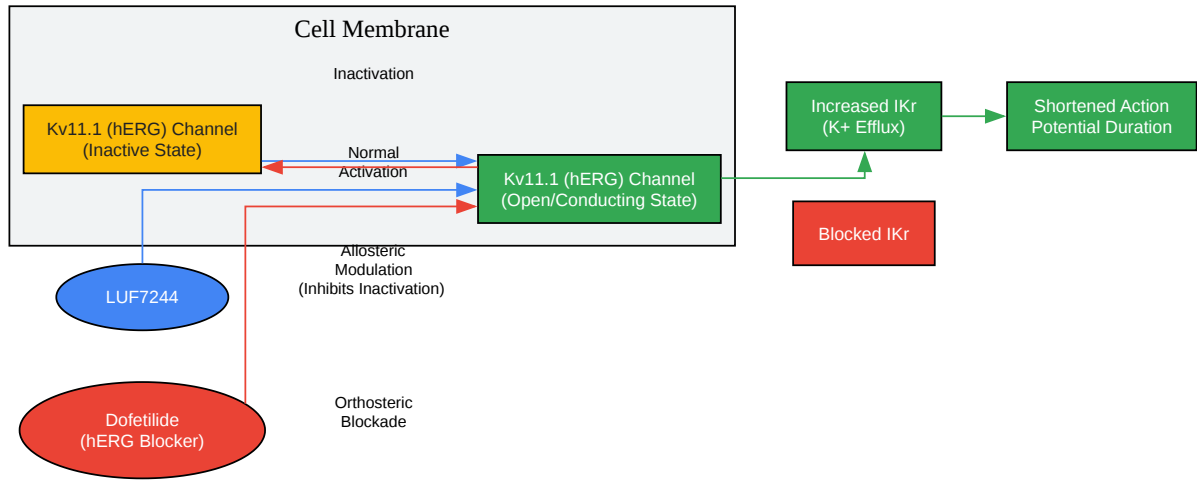 Cell Membrane
Inactivation
Kv11.1 (hERG) Channel
(Inactive State)
Normal
Activation
Kv11.1 (hERG) Channel
(Open/Conducting State)
Increased IKr
(K+ Efflux)
Shortened Action
Potential Duration
Blocked IKr
Allosteric
Modulation
(Inhibits Inactivation)
LUF7244
Orthosteric
Blockade
Dofetilide
(hERG Blocker)